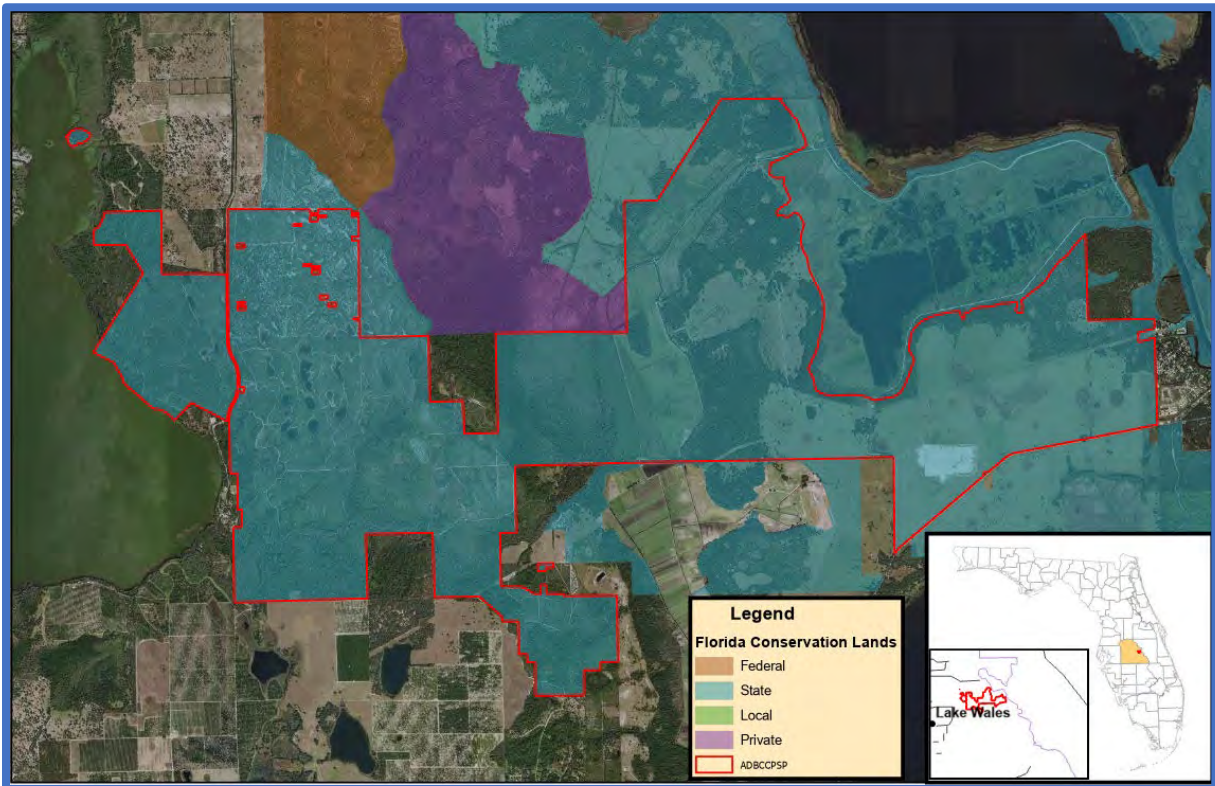 Legend
Florida Conservation Lands
Federal
State
Local
Private
ADBCCPSP
Lake Wales